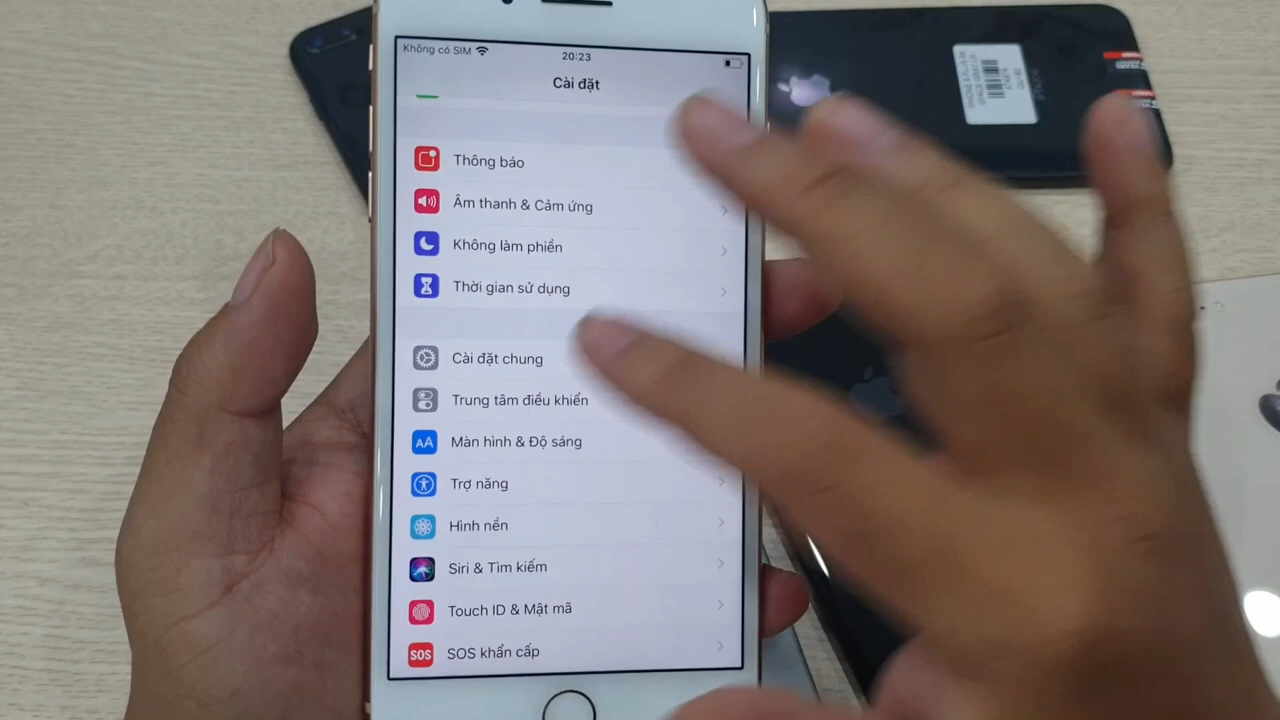 Không có SIM
20:23
Cài đặt
Thông báo
Âm thanh & Cảm ứng
Không làm phiền
Thời gian sử dụng
Cài đặt chung
Trung tâm điều khiển
AA Màn hình & Độ sáng
Trợ năng
Hình nền
Siri & Tìm kiếm
Touch ID & Mật mã
SOS SOS khẩn cấp